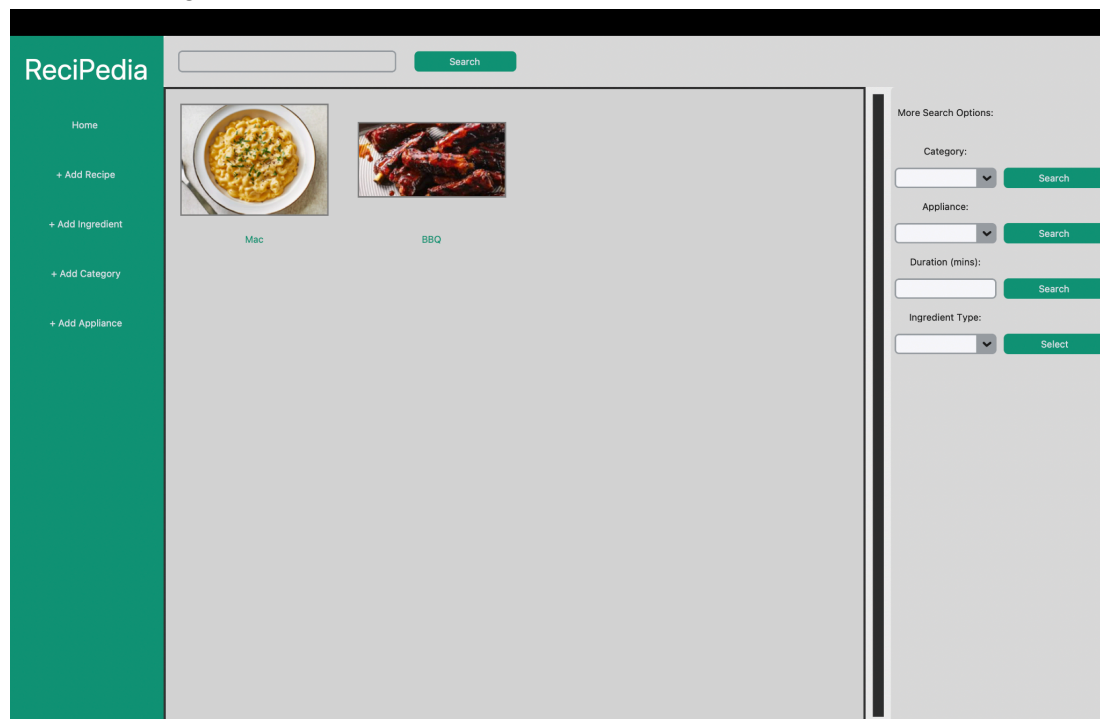 ReciPedia
Home
+ Add Recipe
+ Add Ingredient
+ Add Category
+ Add Appliance
Search
Mac
BBQ
More Search Options:
Category:
Search
Appliance:
Search
Duration (mins):
Search
Ingredient Type:
Select